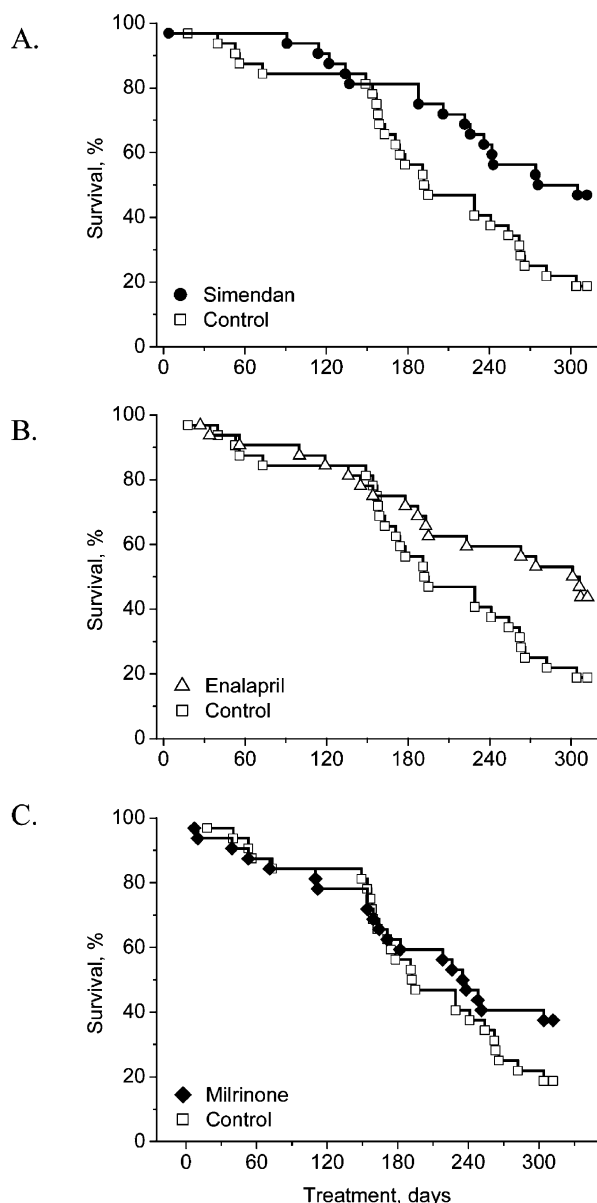 A.
100
80
60
40
20
0
Survival, %
Simendan
Control
0 60 120 180 240 300
B.
100
80
60
40
20
0
Survival, %
Enalapril
Control
0 60 120 180 240 300
C.
100
80
60
40
20
0
Survival, %
Milrinone
Control
0 60 120 180 240 300
Treatment, days